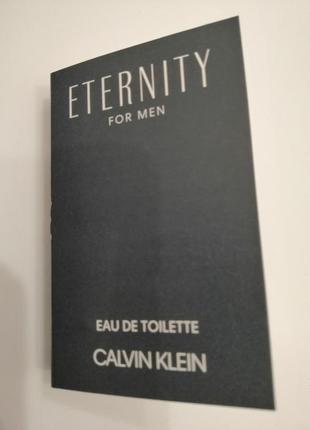 ETERNITY
FOR MEN
EAU DE TOILETTE
CALVIN KLEIN